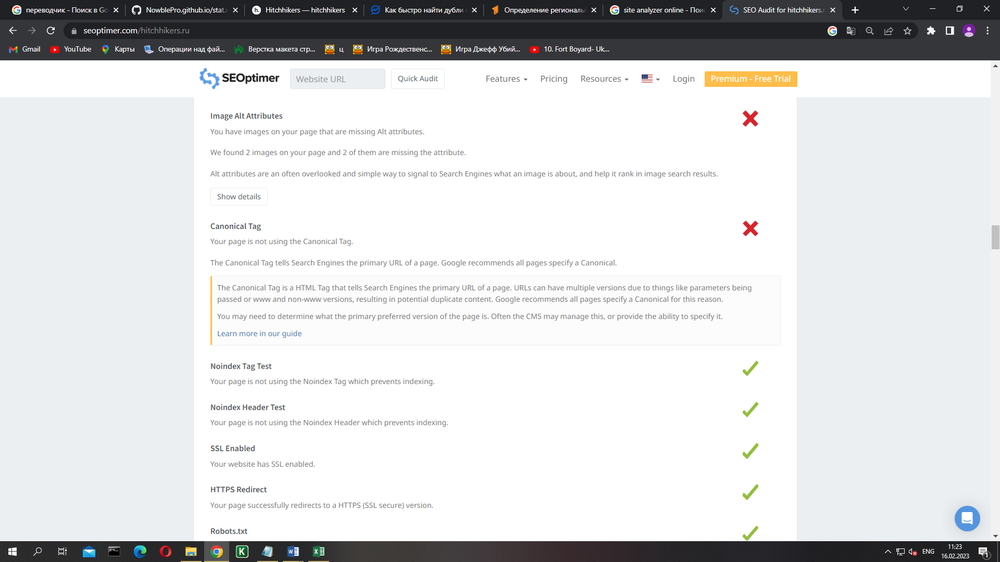 переводчик - Поиск в Go
NowblePro.github.io/stat.
Hitchhikers — hitchhikers
Как быстро найти дубли
Определение региональ
site analyzer online - Пои
SEO Audit for hitchhikers.r
seoptimer.com/hitchhikers.ru
Gmail
YouTube
Карты
Операции над фай...
Верстка макета стр...
ц
Игра Рождественс...
Игра Джефф Убий...
10. Fort Boyard- Uk...
SEOptimer
Website URL
Quick Audit
Features
Pricing
Resources
Login
Premium - Free Trial
Image Alt Attributes
You have images on your page that are missing Alt attributes.
We found 2 images on your page and 2 of them are missing the attribute.
Alt attributes are an often overlooked and simple way to signal to Search Engines what an image is about, and help it rank in image search results.
Show details
Canonical Tag
Your page is not using the Canonical Tag.
The Canonical Tag tells Search Engines the primary URL of a page. Google recommends all pages specify a Canonical.
The Canonical Tag is a HTML Tag that tells Search Engines the primary URL of a page. URLs can have multiple versions due to things like parameters being
passed or www and non-www versions, resulting in potential duplicate content. Google recommends all pages specify a Canonical for this reason.
You may need to determine what the primary preferred version of the page is. Often the CMS may manage this, or provide the ability to specify it.
Learn more in our guide
Noindex Tag Test
Your page is not using the Noindex Tag which prevents indexing.
Noindex Header Test
Your page is not using the Noindex Header which prevents indexing.
SSL Enabled
Your website has SSL enabled.
HTTPS Redirect
Your page successfully redirects to a HTTPS (SSL secure) version.
Robots.txt
ENG
11:23
16.02.2023
1